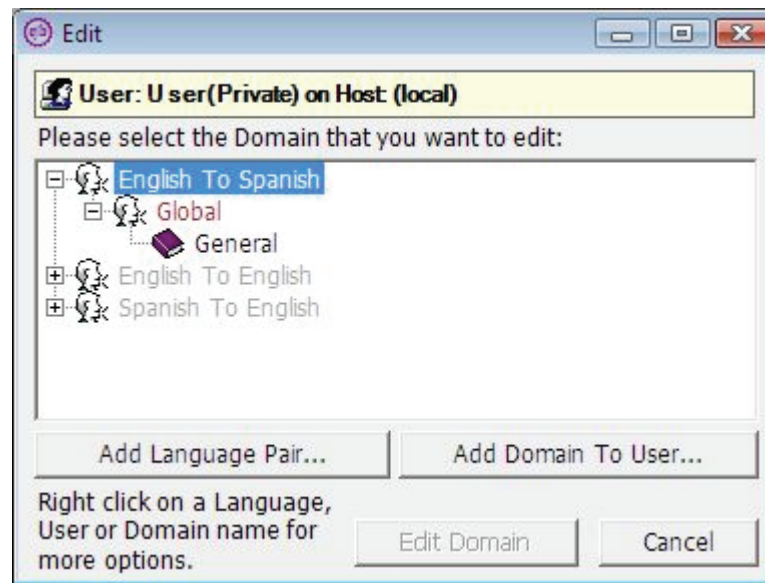 Edit
User: User(Private) on Host: (local)
Please select the Domain that you want to edit:
English To Spanish
Global
General
English To English
Spanish To English
Add Language Pair...
Add Domain To User...
Right click on a Language,
User or Domain name for
more options.
Edit Domain
Cancel